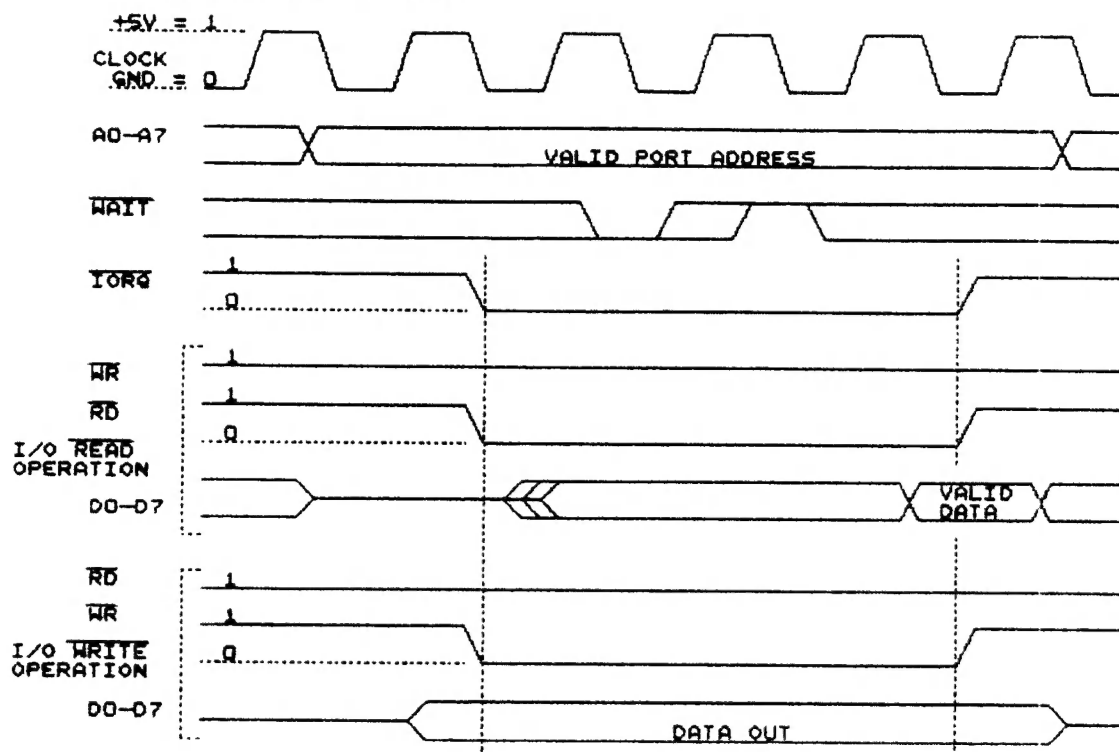 +5V = 1
CLOCK
GND = 0
A0-A7
VALID PORT ADDRESS
WAIT
IORQ
1
0
WR
1
RD
1
0
I/O READ
OPERATION
D0-D7
VALID
DATA
RD
1
WR
1
0
I/O WRITE
OPERATION
D0-D7
DATA OUT